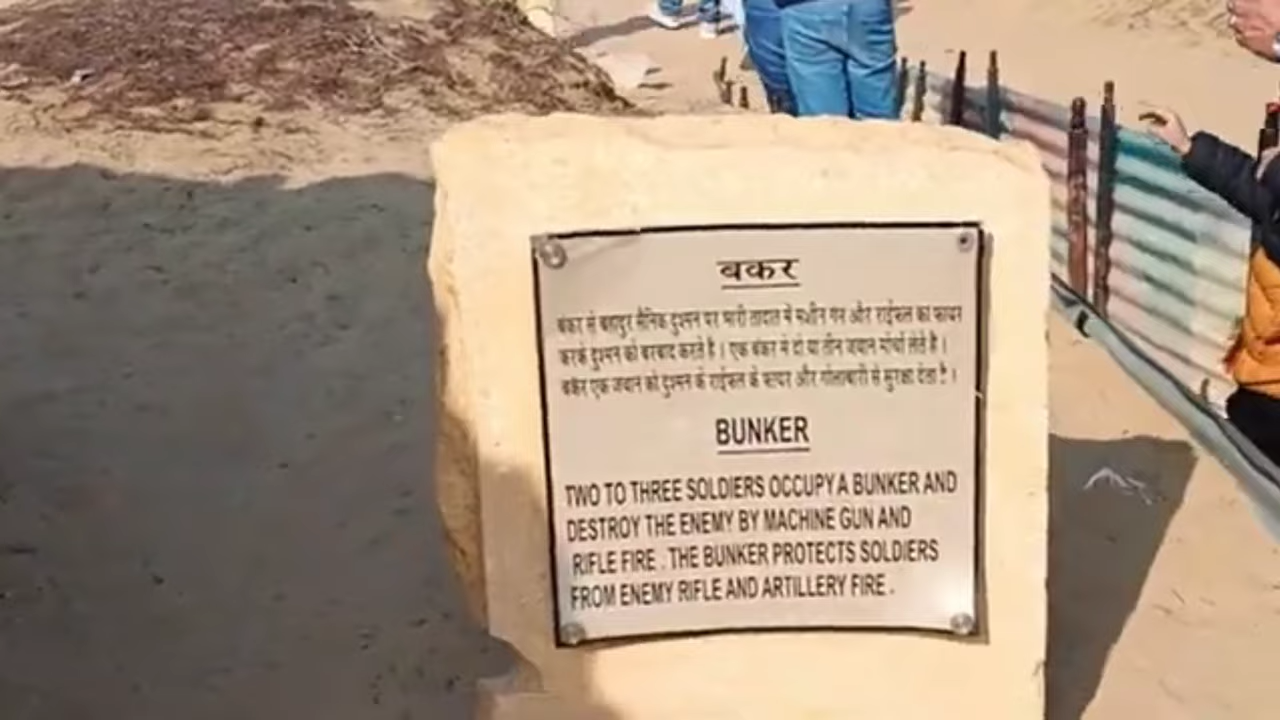 बंकर
बंकर से बहादुर सैनिक दुश्मन पर भारी तादात में मशीन गन और राईफल का फायर
करके दुश्मन को बरबाद करते है । एक बंकर में दो या तीन जवान मोर्चा लेते है ।
बंकर एक जवान को दुश्मन के राईफल के फायर और गोलाबारी से सुरक्षा देता है ।
BUNKER
TWO TO THREE SOLDIERS OCCUPY A BUNKER AND
DESTROY THE ENEMY BY MACHINE GUN AND
RIFLE FIRE . THE BUNKER PROTECTS SOLDIERS
FROM ENEMY RIFLE AND ARTILLERY FIRE .